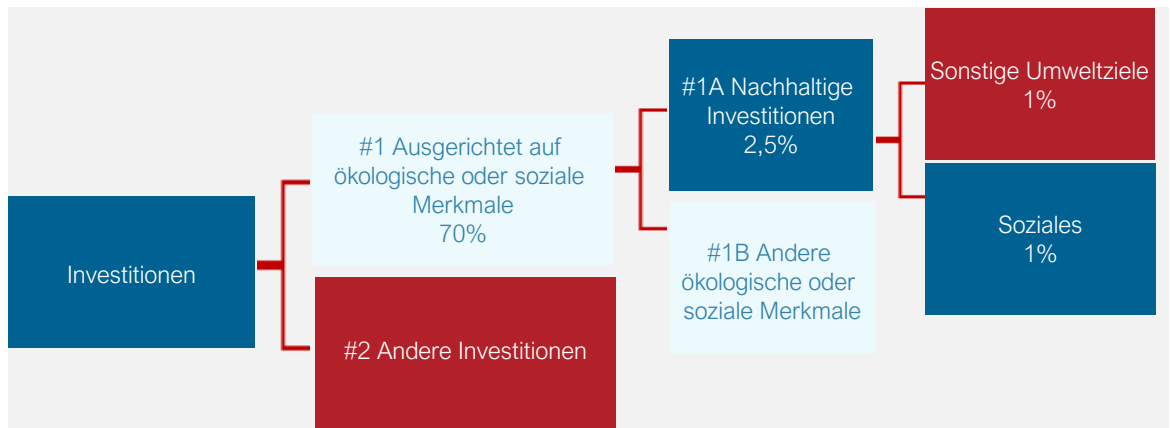 Investitionen
#1 Ausgerichtet auf
ökologische oder soziale
Merkmale
70%
#2 Andere Investitionen
#1A Nachhaltige
Investitionen
2,5%
#1B Andere
ökologische oder
soziale Merkmale
Sonstige Umweltziele
1%
Soziales
1%